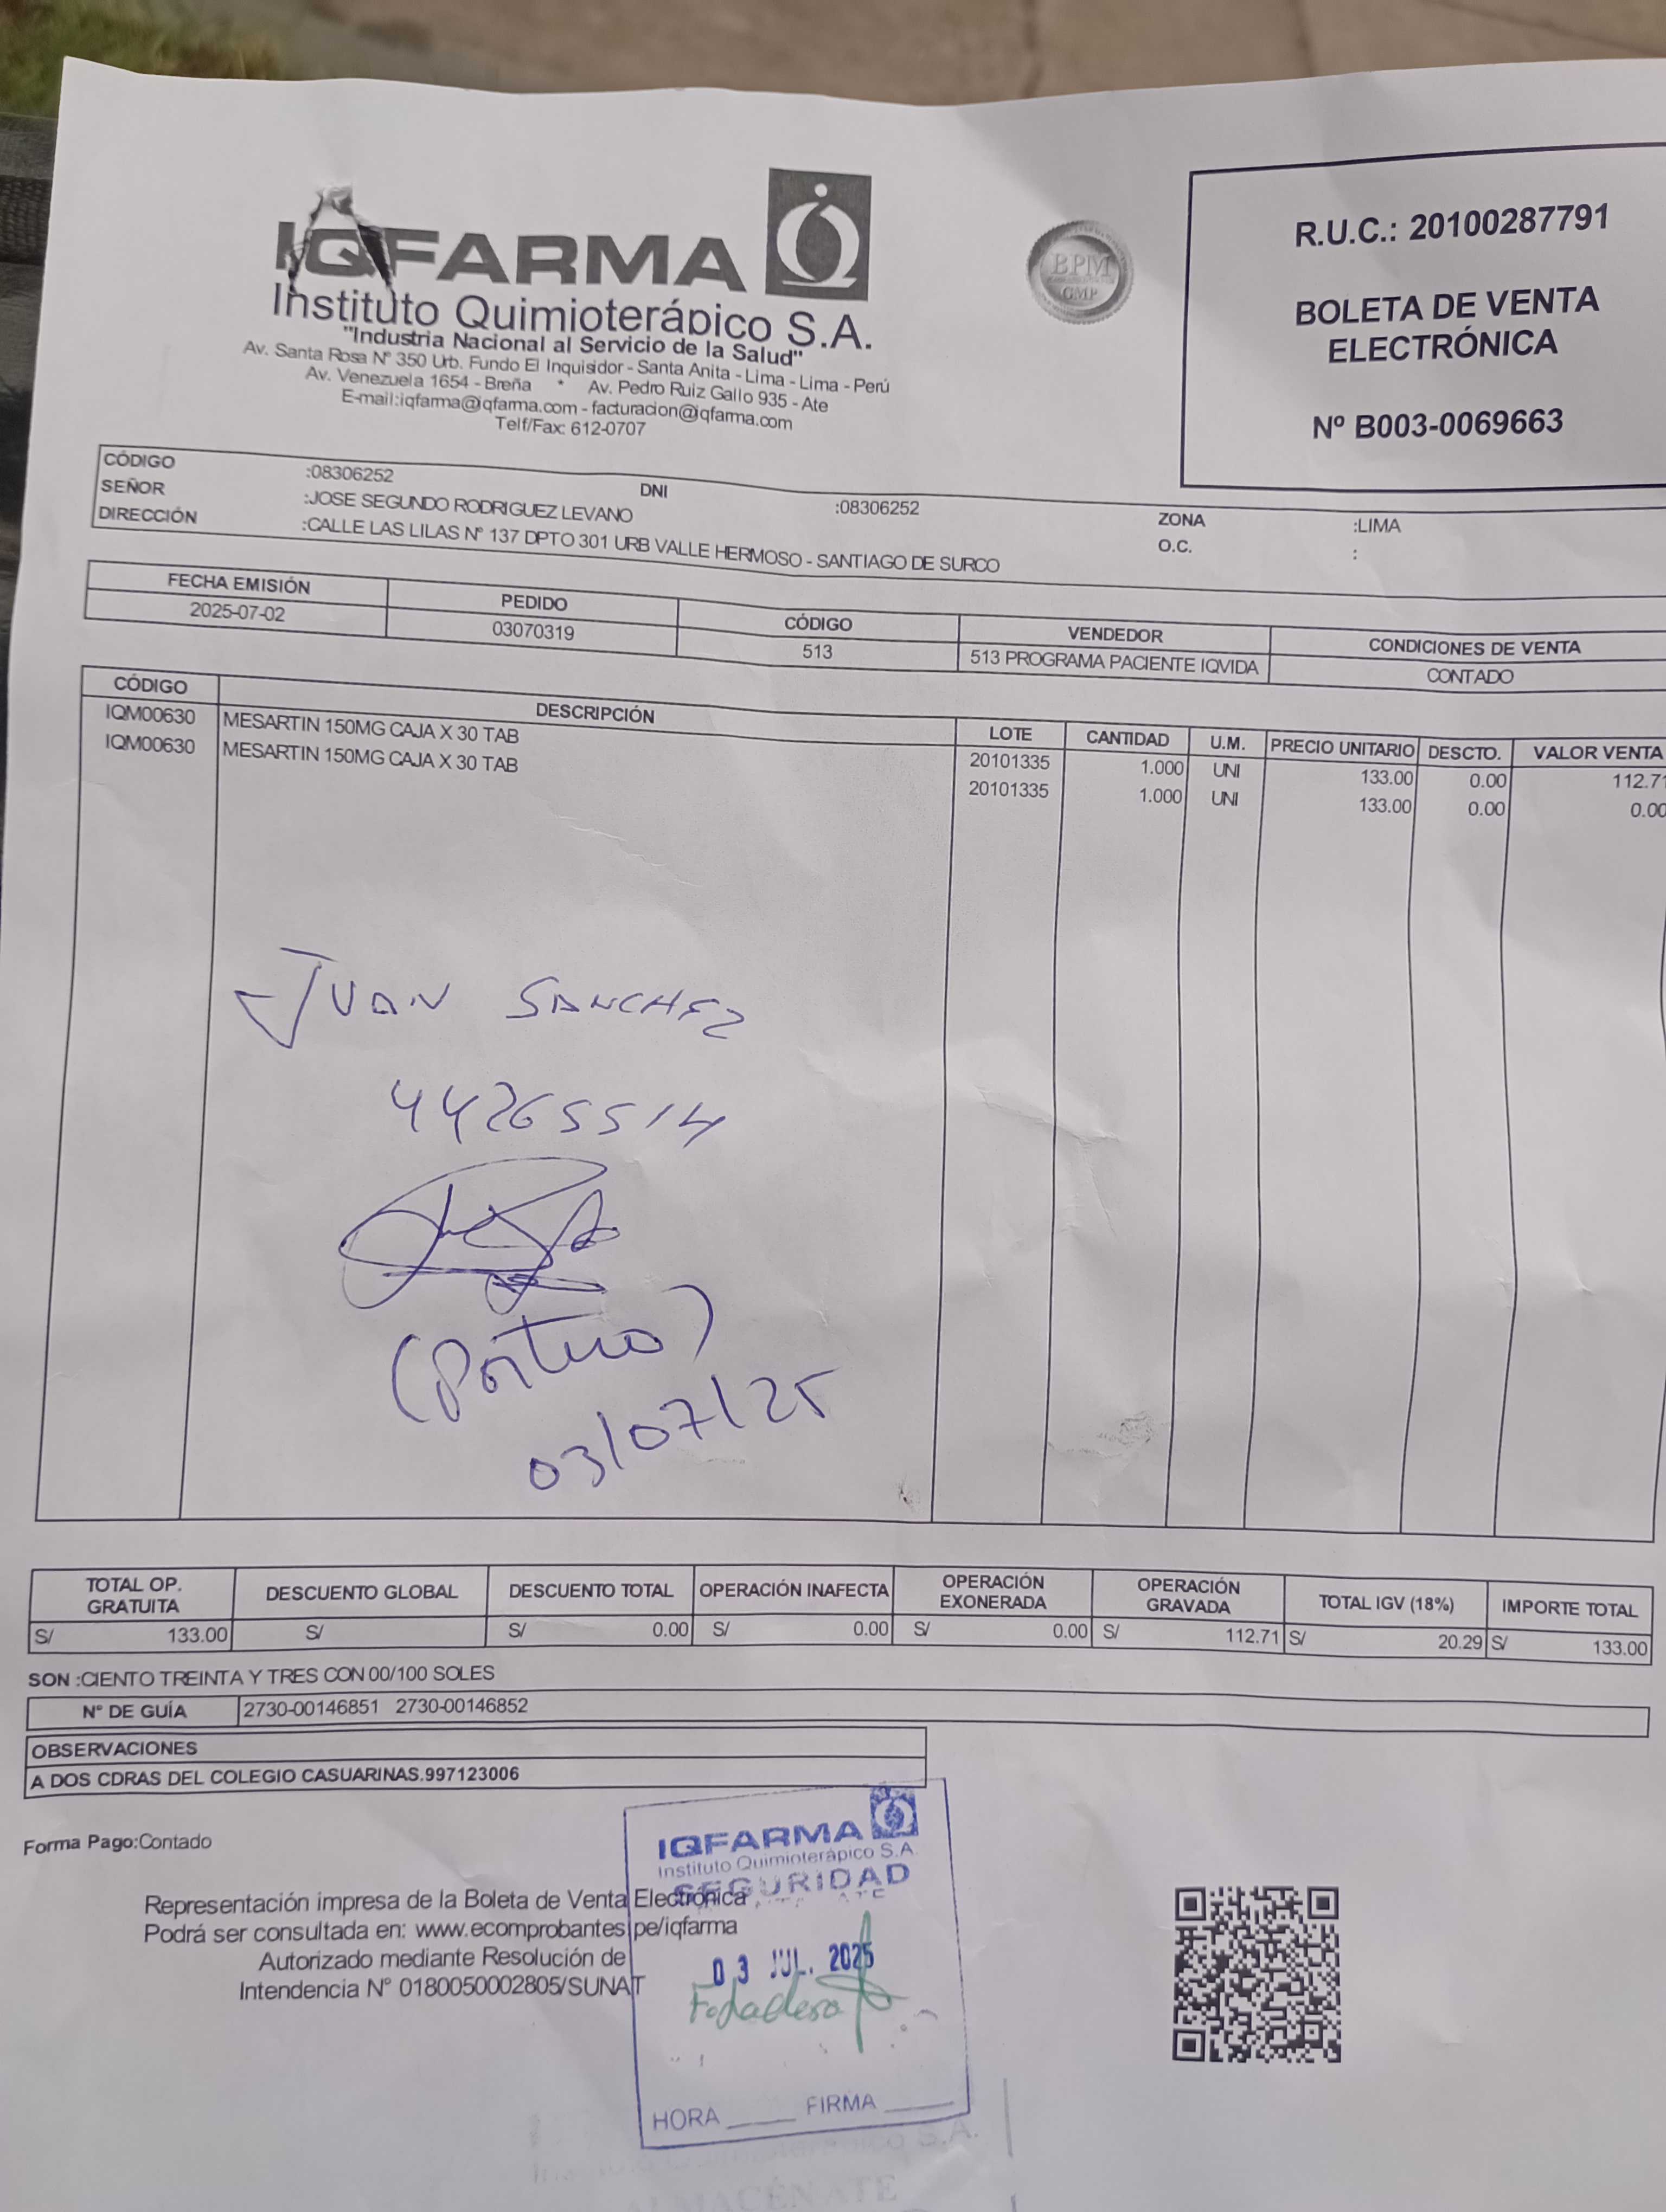 IQFARMA
Instituto Quimioterápico S.A.
"Industria Nacional al Servicio de la Salud"
Av. Santa Rosa Nº 350 Urb. Fundo El Inquisidor - Santa Anita - Lima - Lima - Perú
Av. Venezuela 1654 - Breña * Av. Pedro Ruiz Gallo 935 - Ate
E-mail:iqfarma@iqfarma.com - facturacion@iqfarma.com
Telf/Fax: 612-0707
BPM
GMP
R.U.C.: 20100287791
BOLETA DE VENTA
ELECTRÓNICA
Nº B003-0069663
CÓDIGO :08306252 DNI :08306252 ZONA :LIMA
SEÑOR :JOSE SEGUNDO RODRIGUEZ LEVANO O.C. :
DIRECCIÓN :CALLE LAS LILAS Nº 137 DPTO 301 URB VALLE HERMOSO - SANTIAGO DE SURCO
FECHA EMISIÓN PEDIDO CÓDIGO VENDEDOR CONDICIONES DE VENTA
2025-07-02 03070319 513 513 PROGRAMA PACIENTE IQVIDA CONTADO
CÓDIGO DESCRIPCIÓN LOTE CANTIDAD U.M. PRECIO UNITARIO DESCTO. VALOR VENTA
IQM00630 MESARTIN 150MG CAJA X 30 TAB 20101335 1.000 UNI 133.00 0.00 112.71
IQM00630 MESARTIN 150MG CAJA X 30 TAB 20101335 1.000 UNI 133.00 0.00 0.00
JUAN SANCHEZ
44265514
(Portero)
03/07/25
TOTAL OP. GRATUITA DESCUENTO GLOBAL DESCUENTO TOTAL OPERACIÓN INAFECTA OPERACIÓN EXONERADA OPERACIÓN GRAVADA TOTAL IGV (18%) IMPORTE TOTAL
S/ 133.00 S/ S/ 0.00 S/ 0.00 S/ 0.00 S/ 112.71 S/ 20.29 S/ 133.00
SON :CIENTO TREINTA Y TRES CON 00/100 SOLES
N° DE GUÍA 2730-00146851 2730-00146852
OBSERVACIONES
A DOS CDRAS DEL COLEGIO CASUARINAS.997123006
Forma Pago:Contado
Representación impresa de la Boleta de Venta Electrónica
Podrá ser consultada en: www.ecomprobantes.pe/iqfarma
Autorizado mediante Resolución de
Intendencia N° 0180050002805/SUNAT
IQFARMA
Instituto Quimioterápico S.A.
SEGURIDAD
ATE
03 JUL. 2025
HORA FIRMA
S.A.
ALMACÉN ATE